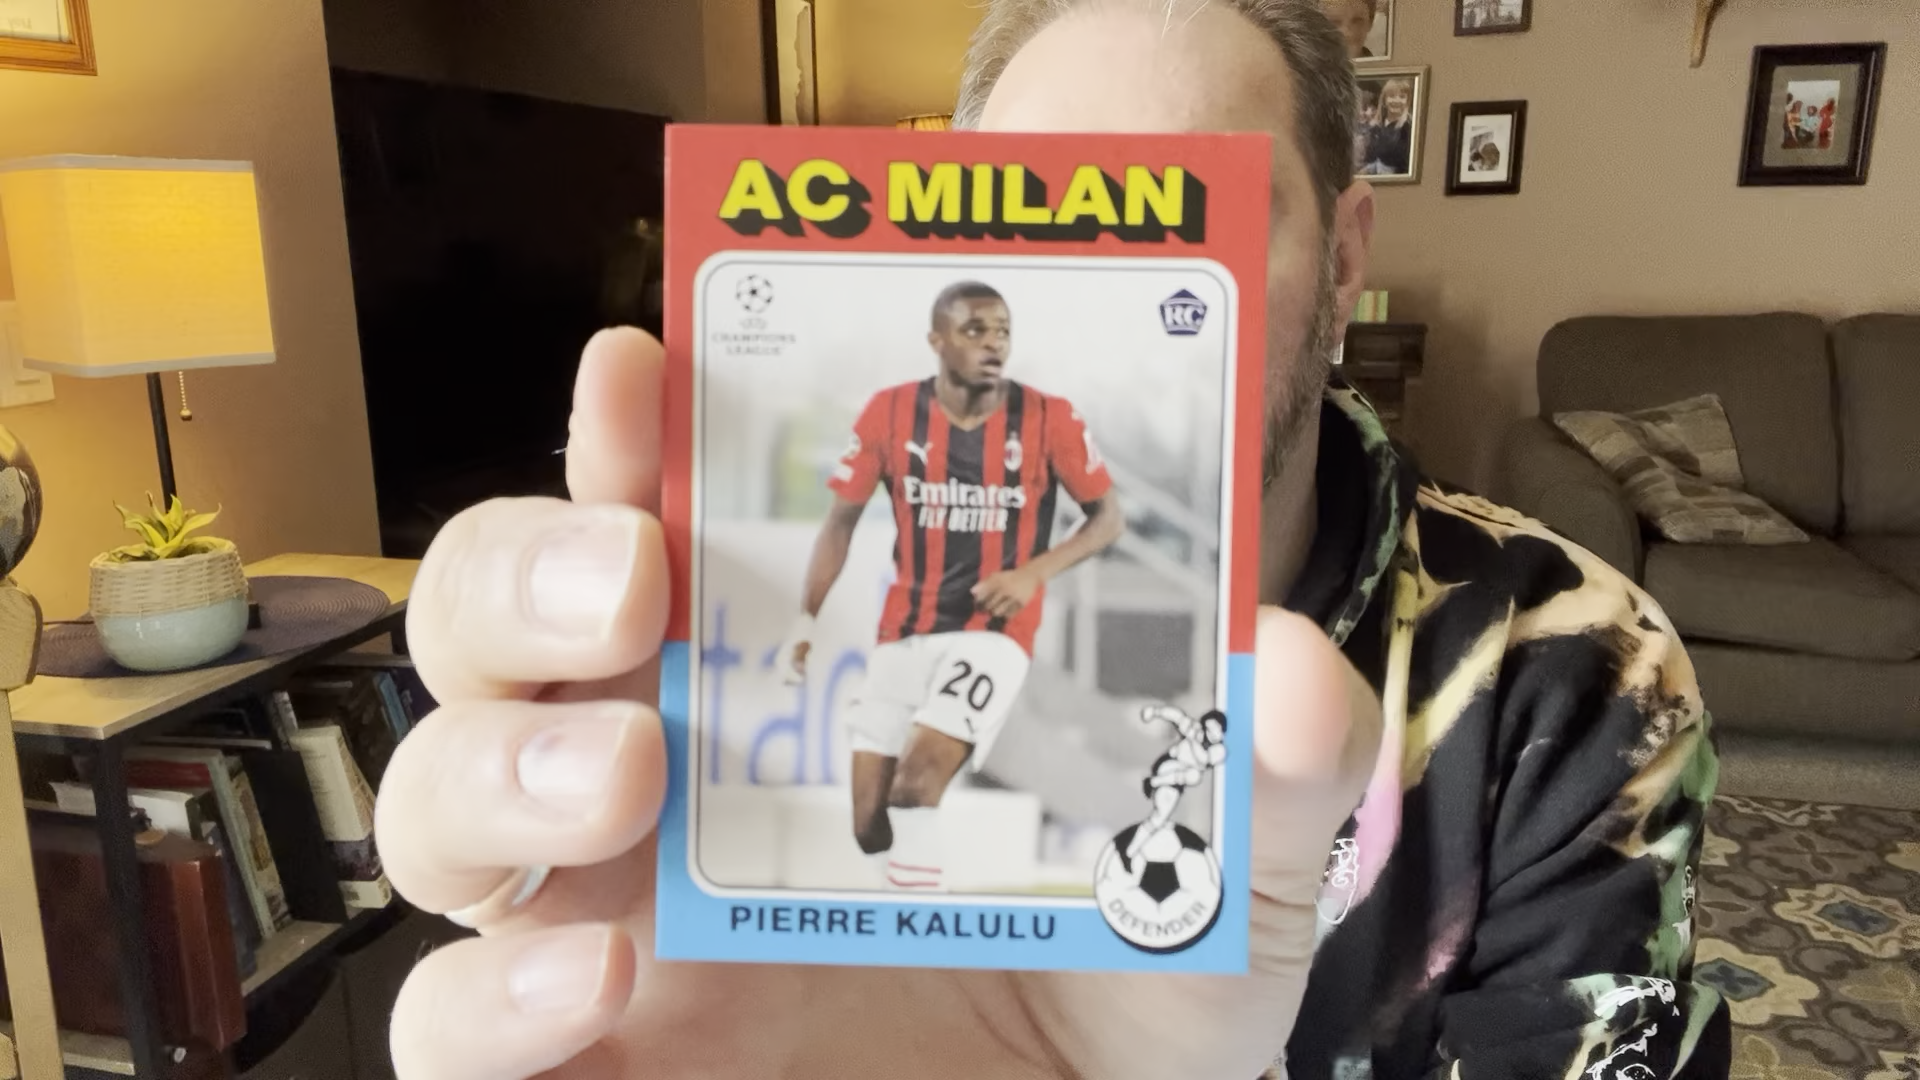 AC MILAN
CHAMPIONS
LEAGUE
RC
Emirates
FLY BETTER
20
PIERRE KALULU
DEFENDER